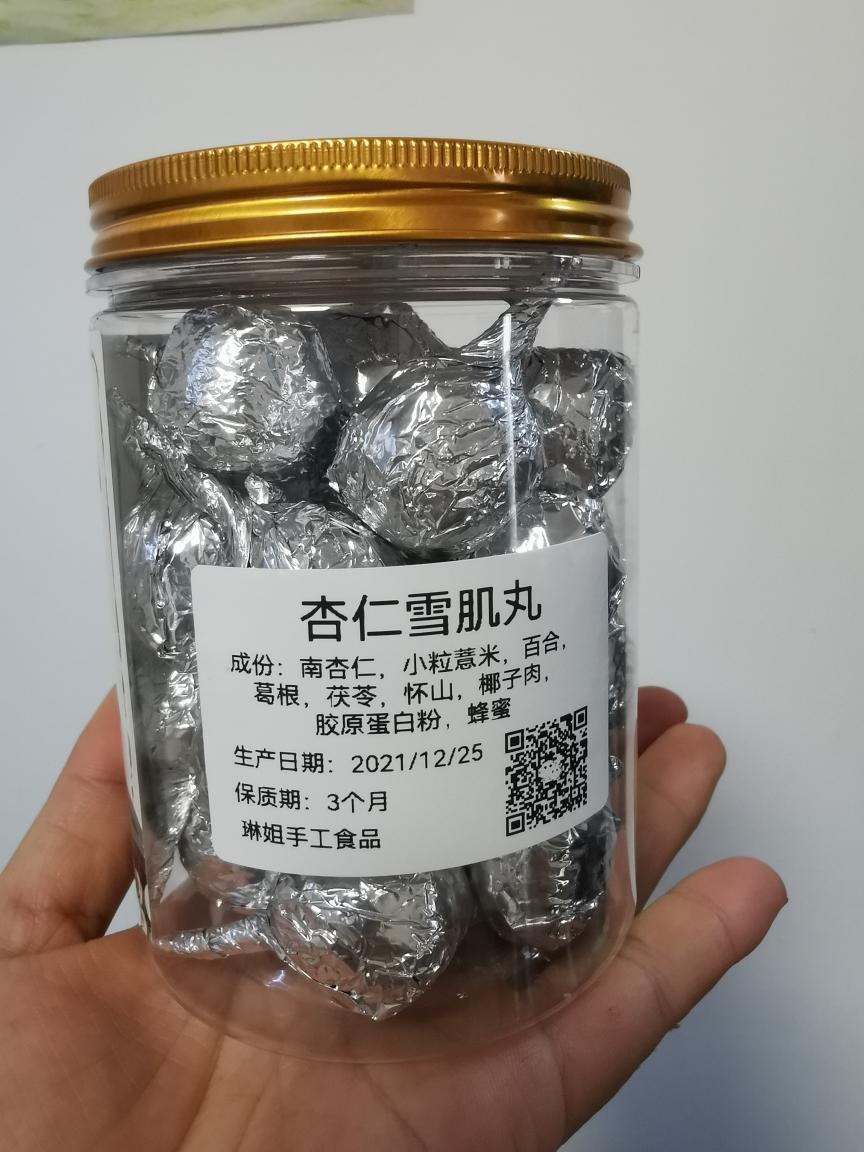 杏仁雪肌丸
成份：南杏仁，小粒薏米，百合，
葛根，茯苓，怀山，椰子肉，
胶原蛋白粉，蜂蜜
生产日期：2021/12/25
保质期：3个月
琳姐手工食品